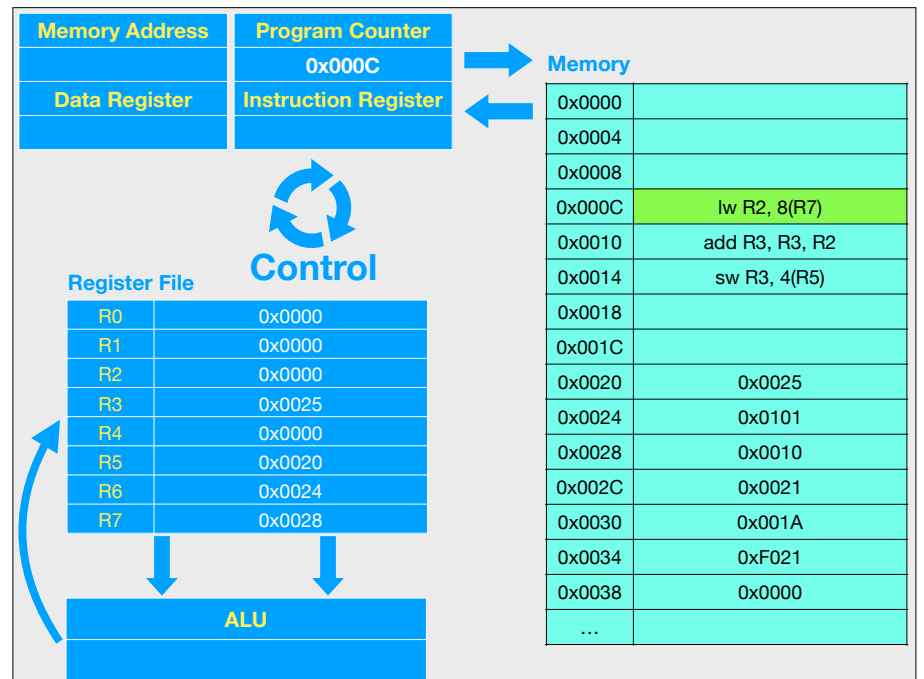 Memory Address Program Counter
0x000C
Data Register Instruction Register
Memory
0x0000
0x0004
0x0008
0x000C lw R2, 8(R7)
0x0010 add R3, R3, R2
0x0014 sw R3, 4(R5)
0x0018
0x001C
0x0020 0x0025
0x0024 0x0101
0x0028 0x0010
0x002C 0x0021
0x0030 0x001A
0x0034 0xF021
0x0038 0x0000
…
Control
Register File
R0 0x0000
R1 0x0000
R2 0x0000
R3 0x0025
R4 0x0000
R5 0x0020
R6 0x0024
R7 0x0028
ALU